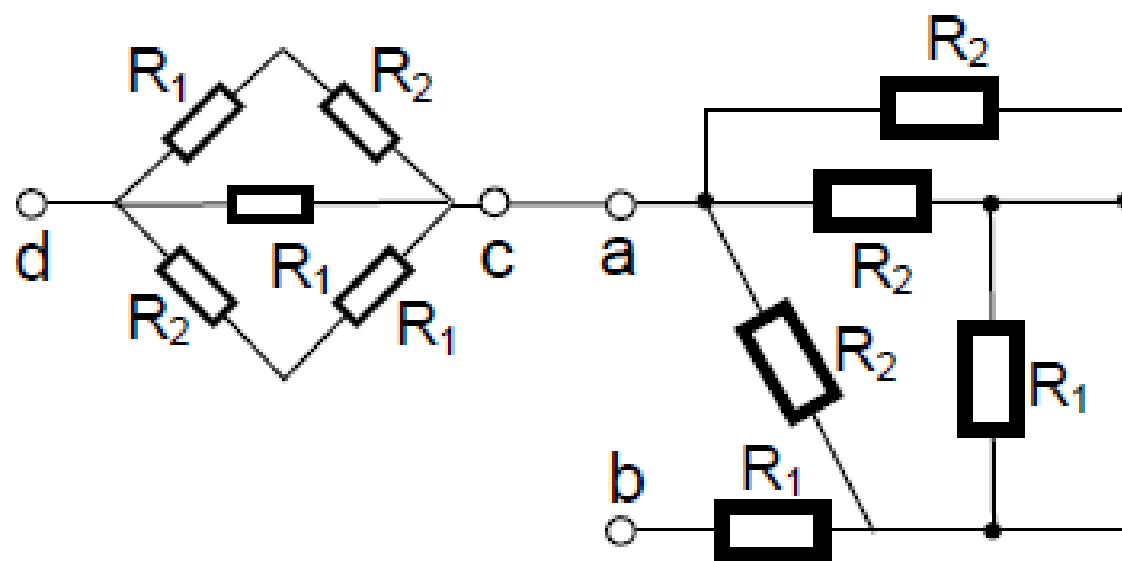 R₂
R₁ R₂
d R₁ c a R₂
R₂ R₁ R₂ R₁
b R₁